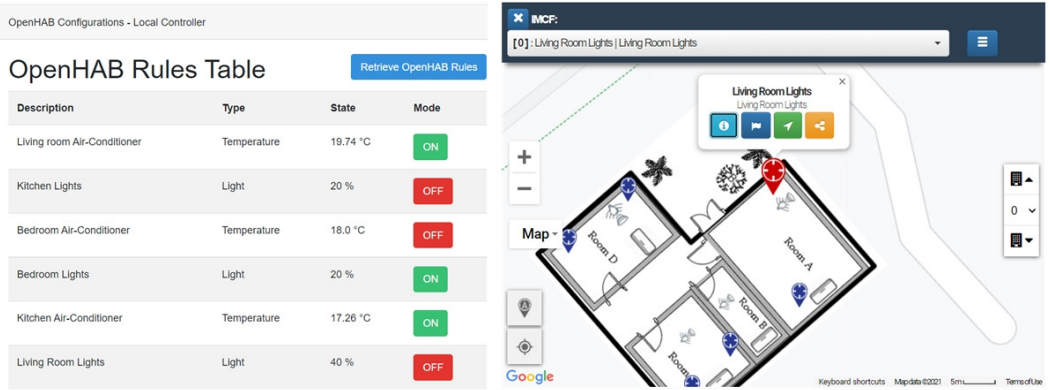 OpenHAB Configurations - Local Controller
OpenHAB Rules Table
Retrieve OpenHAB Rules
Description Type State Mode
Living room Air-Conditioner Temperature 19.74 °C ON
Kitchen Lights Light 20 % OFF
Bedroom Air-Conditioner Temperature 18.0 °C OFF
Bedroom Lights Light 20 % ON
Kitchen Air-Conditioner Temperature 17.26 °C ON
Living Room Lights Light 40 % OFF
IMCF:
[0] : Living Room Lights | Living Room Lights
Living Room Lights
Living Room Lights
Map
0
Room D
Room A
Room B
Room
Google
Keyboard shortcuts Map data ©2021 5m Terms of Use